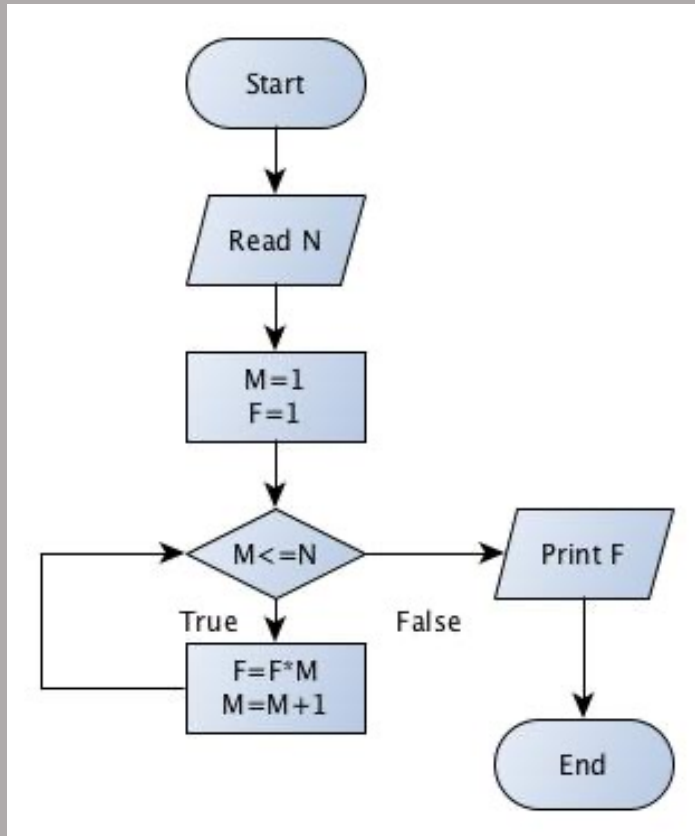 Start
Read N
M=1
F=1
M<=N
True
False
F=F*M
M=M+1
Print F
End